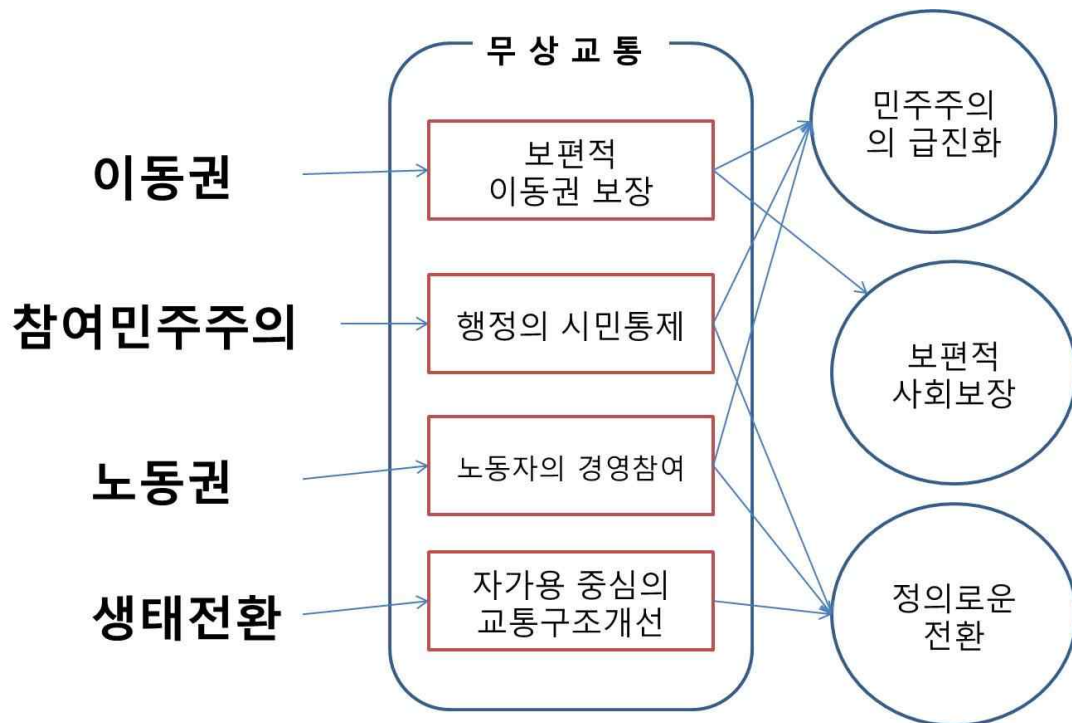 무상교통
이동권
보편적
이동권 보장
민주주의
의 급진화
참여민주주의
행정의 시민통제
보편적
사회보장
노동권
노동자의 경영참여
생태전환
자가용 중심의
교통구조개선
정의로운
전환